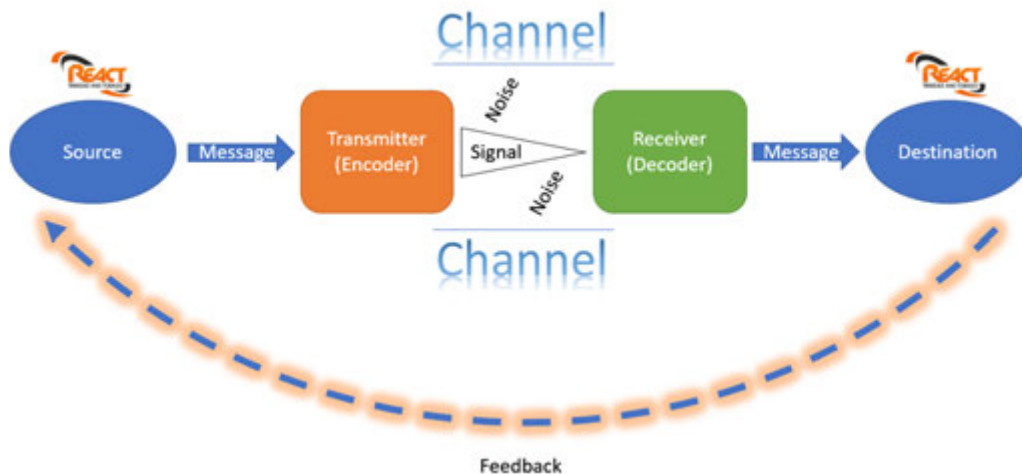 Channel
REACT
REACT
Noise
Source
Message
Transmitter
(Encoder)
Signal
Receiver
(Decoder)
Message
Destination
Noise
Channel
Feedback